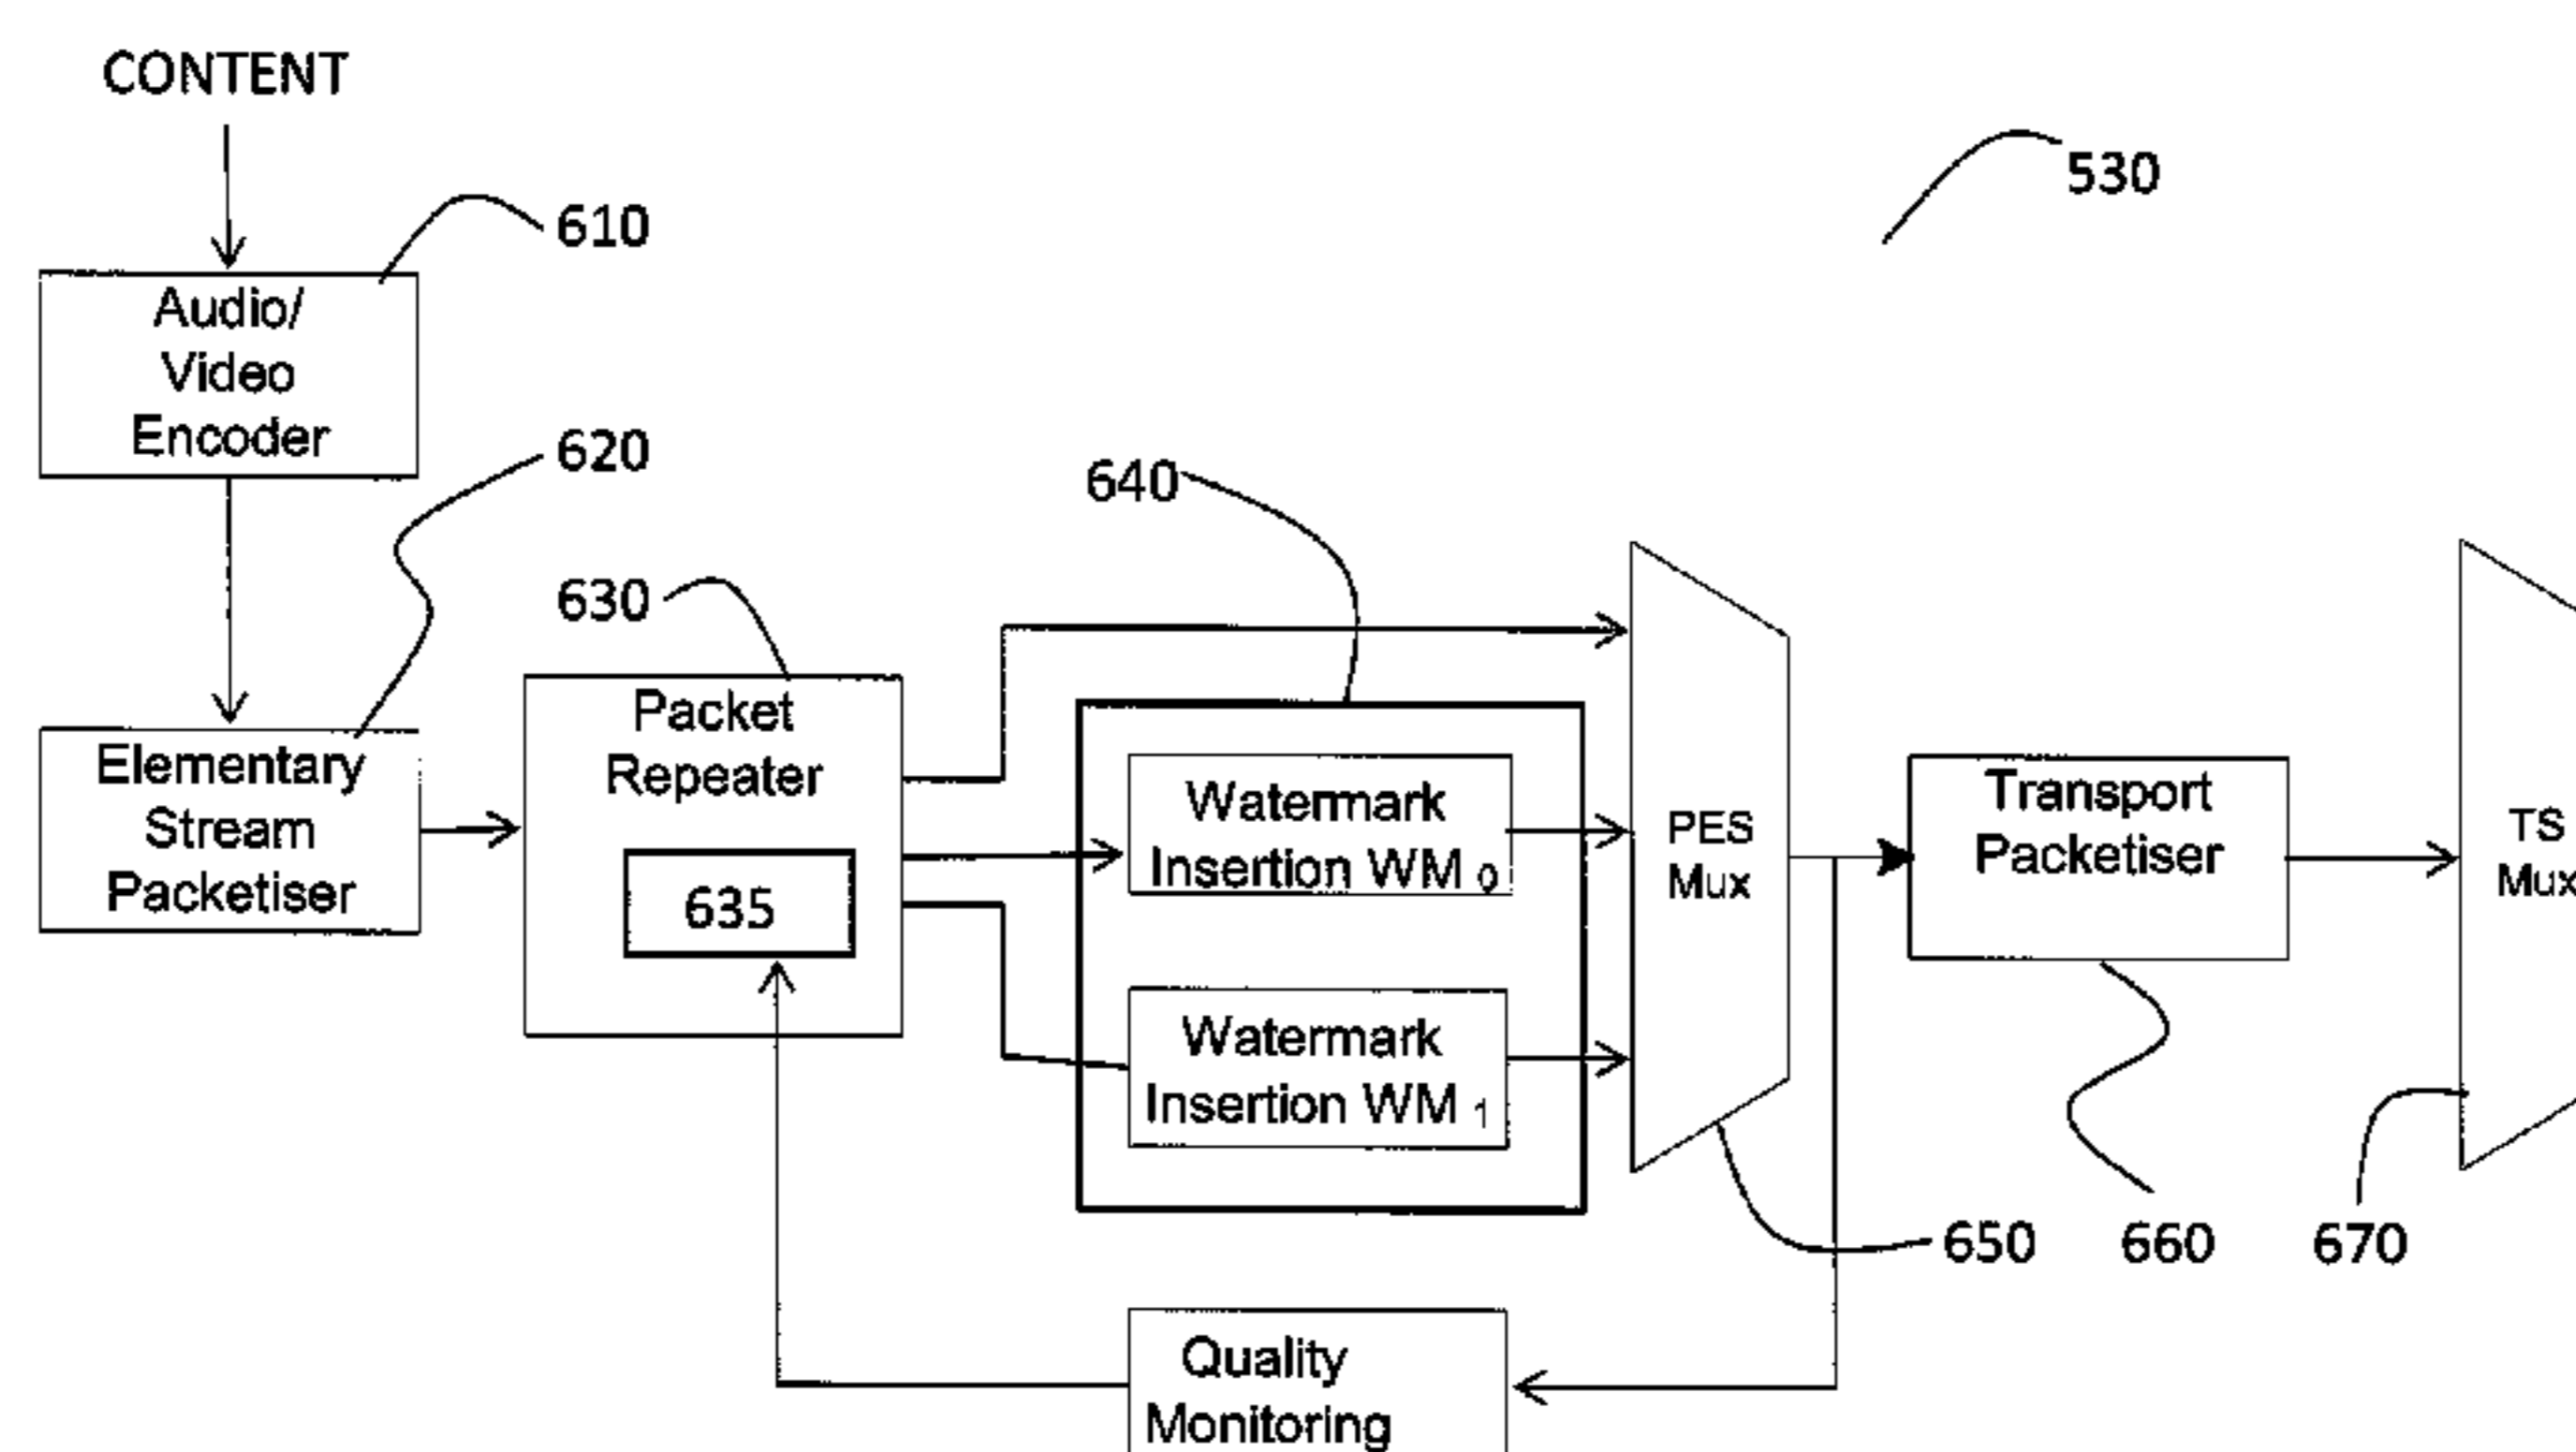 CONTENT
530
610
Audio/
Video
Encoder
620
640
630
Packet
Repeater
635
Elementary
Stream
Packetiser
Watermark
Insertion WM 0
Watermark
Insertion WM 1
PES
Mux
Transport
Packetiser
TS
Mux
650
660
670
Quality
Monitoring